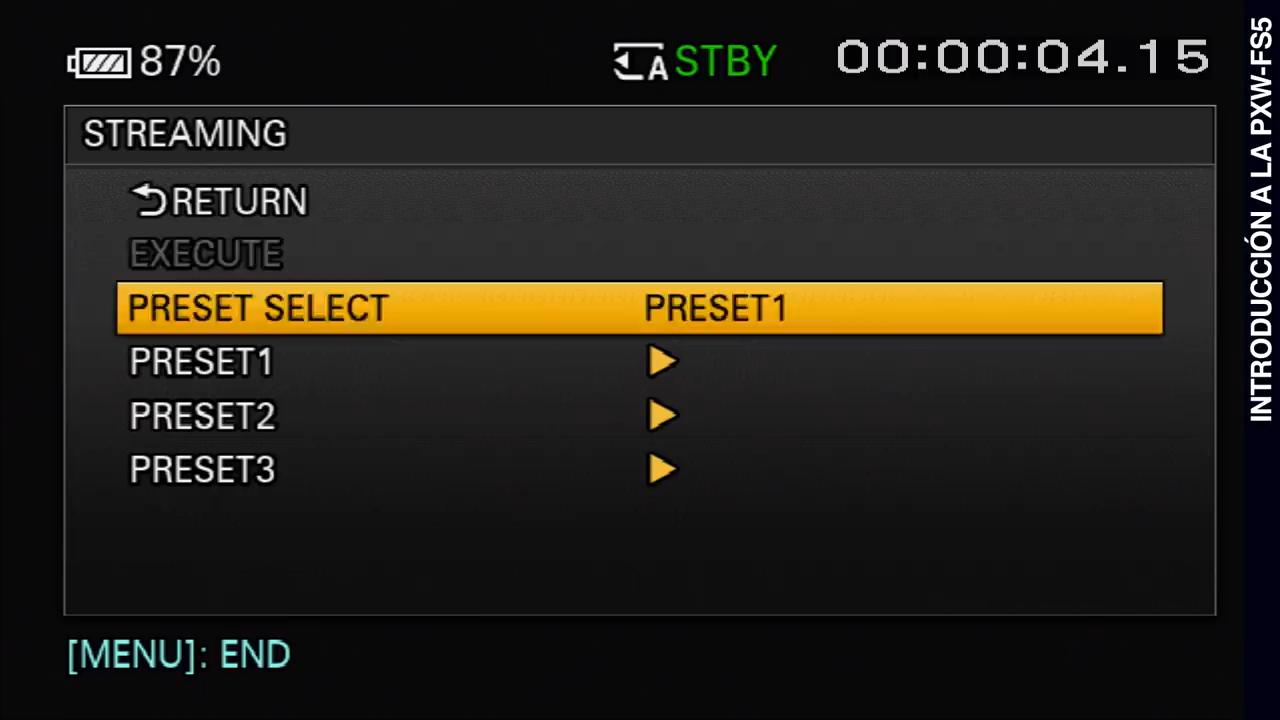 87%
A STBY
00:00:04.15
STREAMING
RETURN
EXECUTE
PRESET SELECT PRESET1
PRESET1
PRESET2
PRESET3
[MENU]: END
INTRODUCCIÓN A LA PXW-FS5